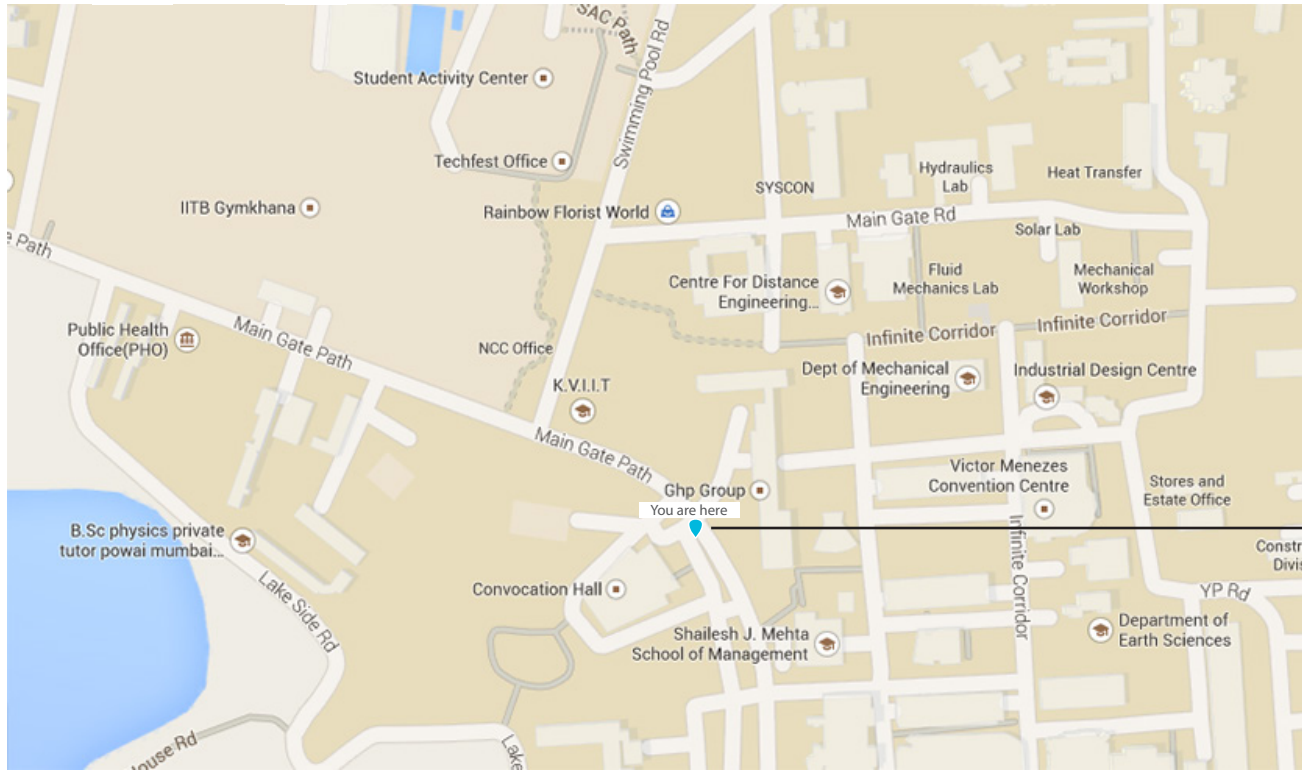 SAC Path
Swimming Pool Rd
Student Activity Center
Techfest Office
Hydraulics
Lab
Heat Transfer
SYSCON
IITB Gymkhana
Rainbow Florist World
Main Gate Rd
Solar Lab
e Path
Centre For Distance
Engineering...
Fluid
Mechanics Lab
Mechanical
Workshop
Public Health
Office(PHO)
Main Gate Path
NCC Office
Infinite Corridor
Infinite Corridor
K.V.I.I.T
Dept of Mechanical
Engineering
Industrial Design Centre
Main Gate Path
Victor Menezes
Convention Centre
Stores and
Estate Office
Ghp Group
You are here
B.Sc physics private
tutor powai mumbai...
Infinite Corridor
Constr
Divis
Convocation Hall
YP Rd
Lake Side Rd
Shailesh J. Mehta
School of Management
Department of
Earth Sciences
House Rd
Lake